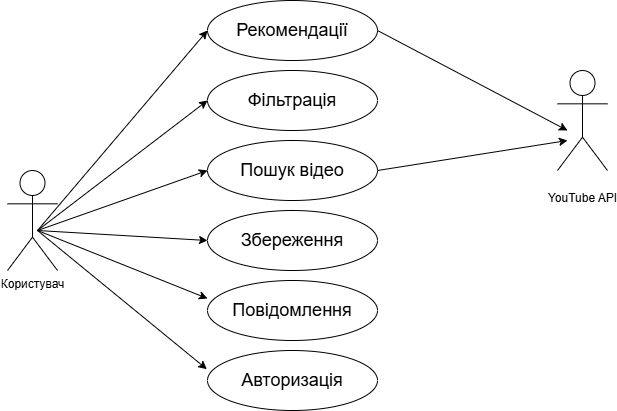 Рекомендації
Фільтрація
Пошук відео
YouTube API
Збереження
Користувач
Повідомлення
Авторизація